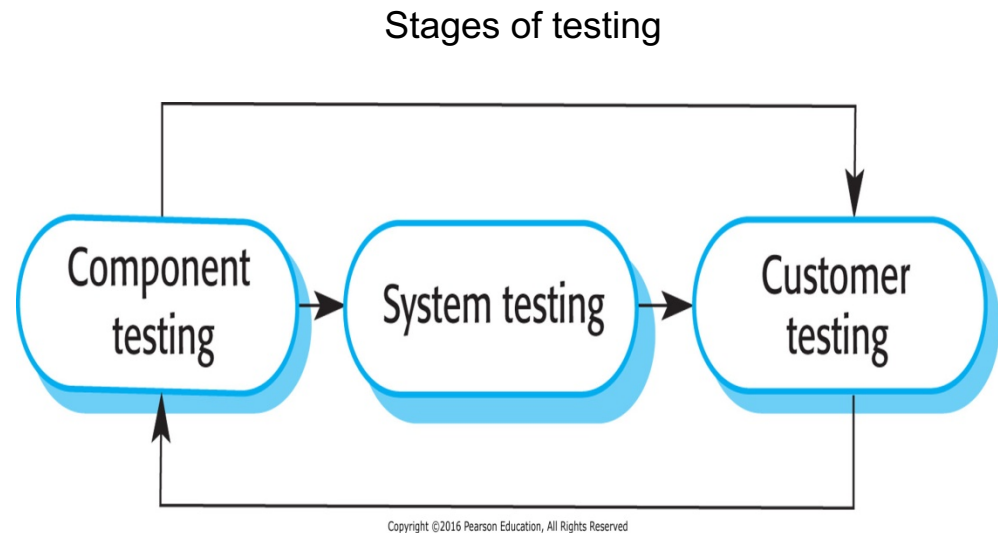 Stages of testing
Component
testing
System testing
Customer
testing
Copyright ©2016 Pearson Education, All Rights Reserved